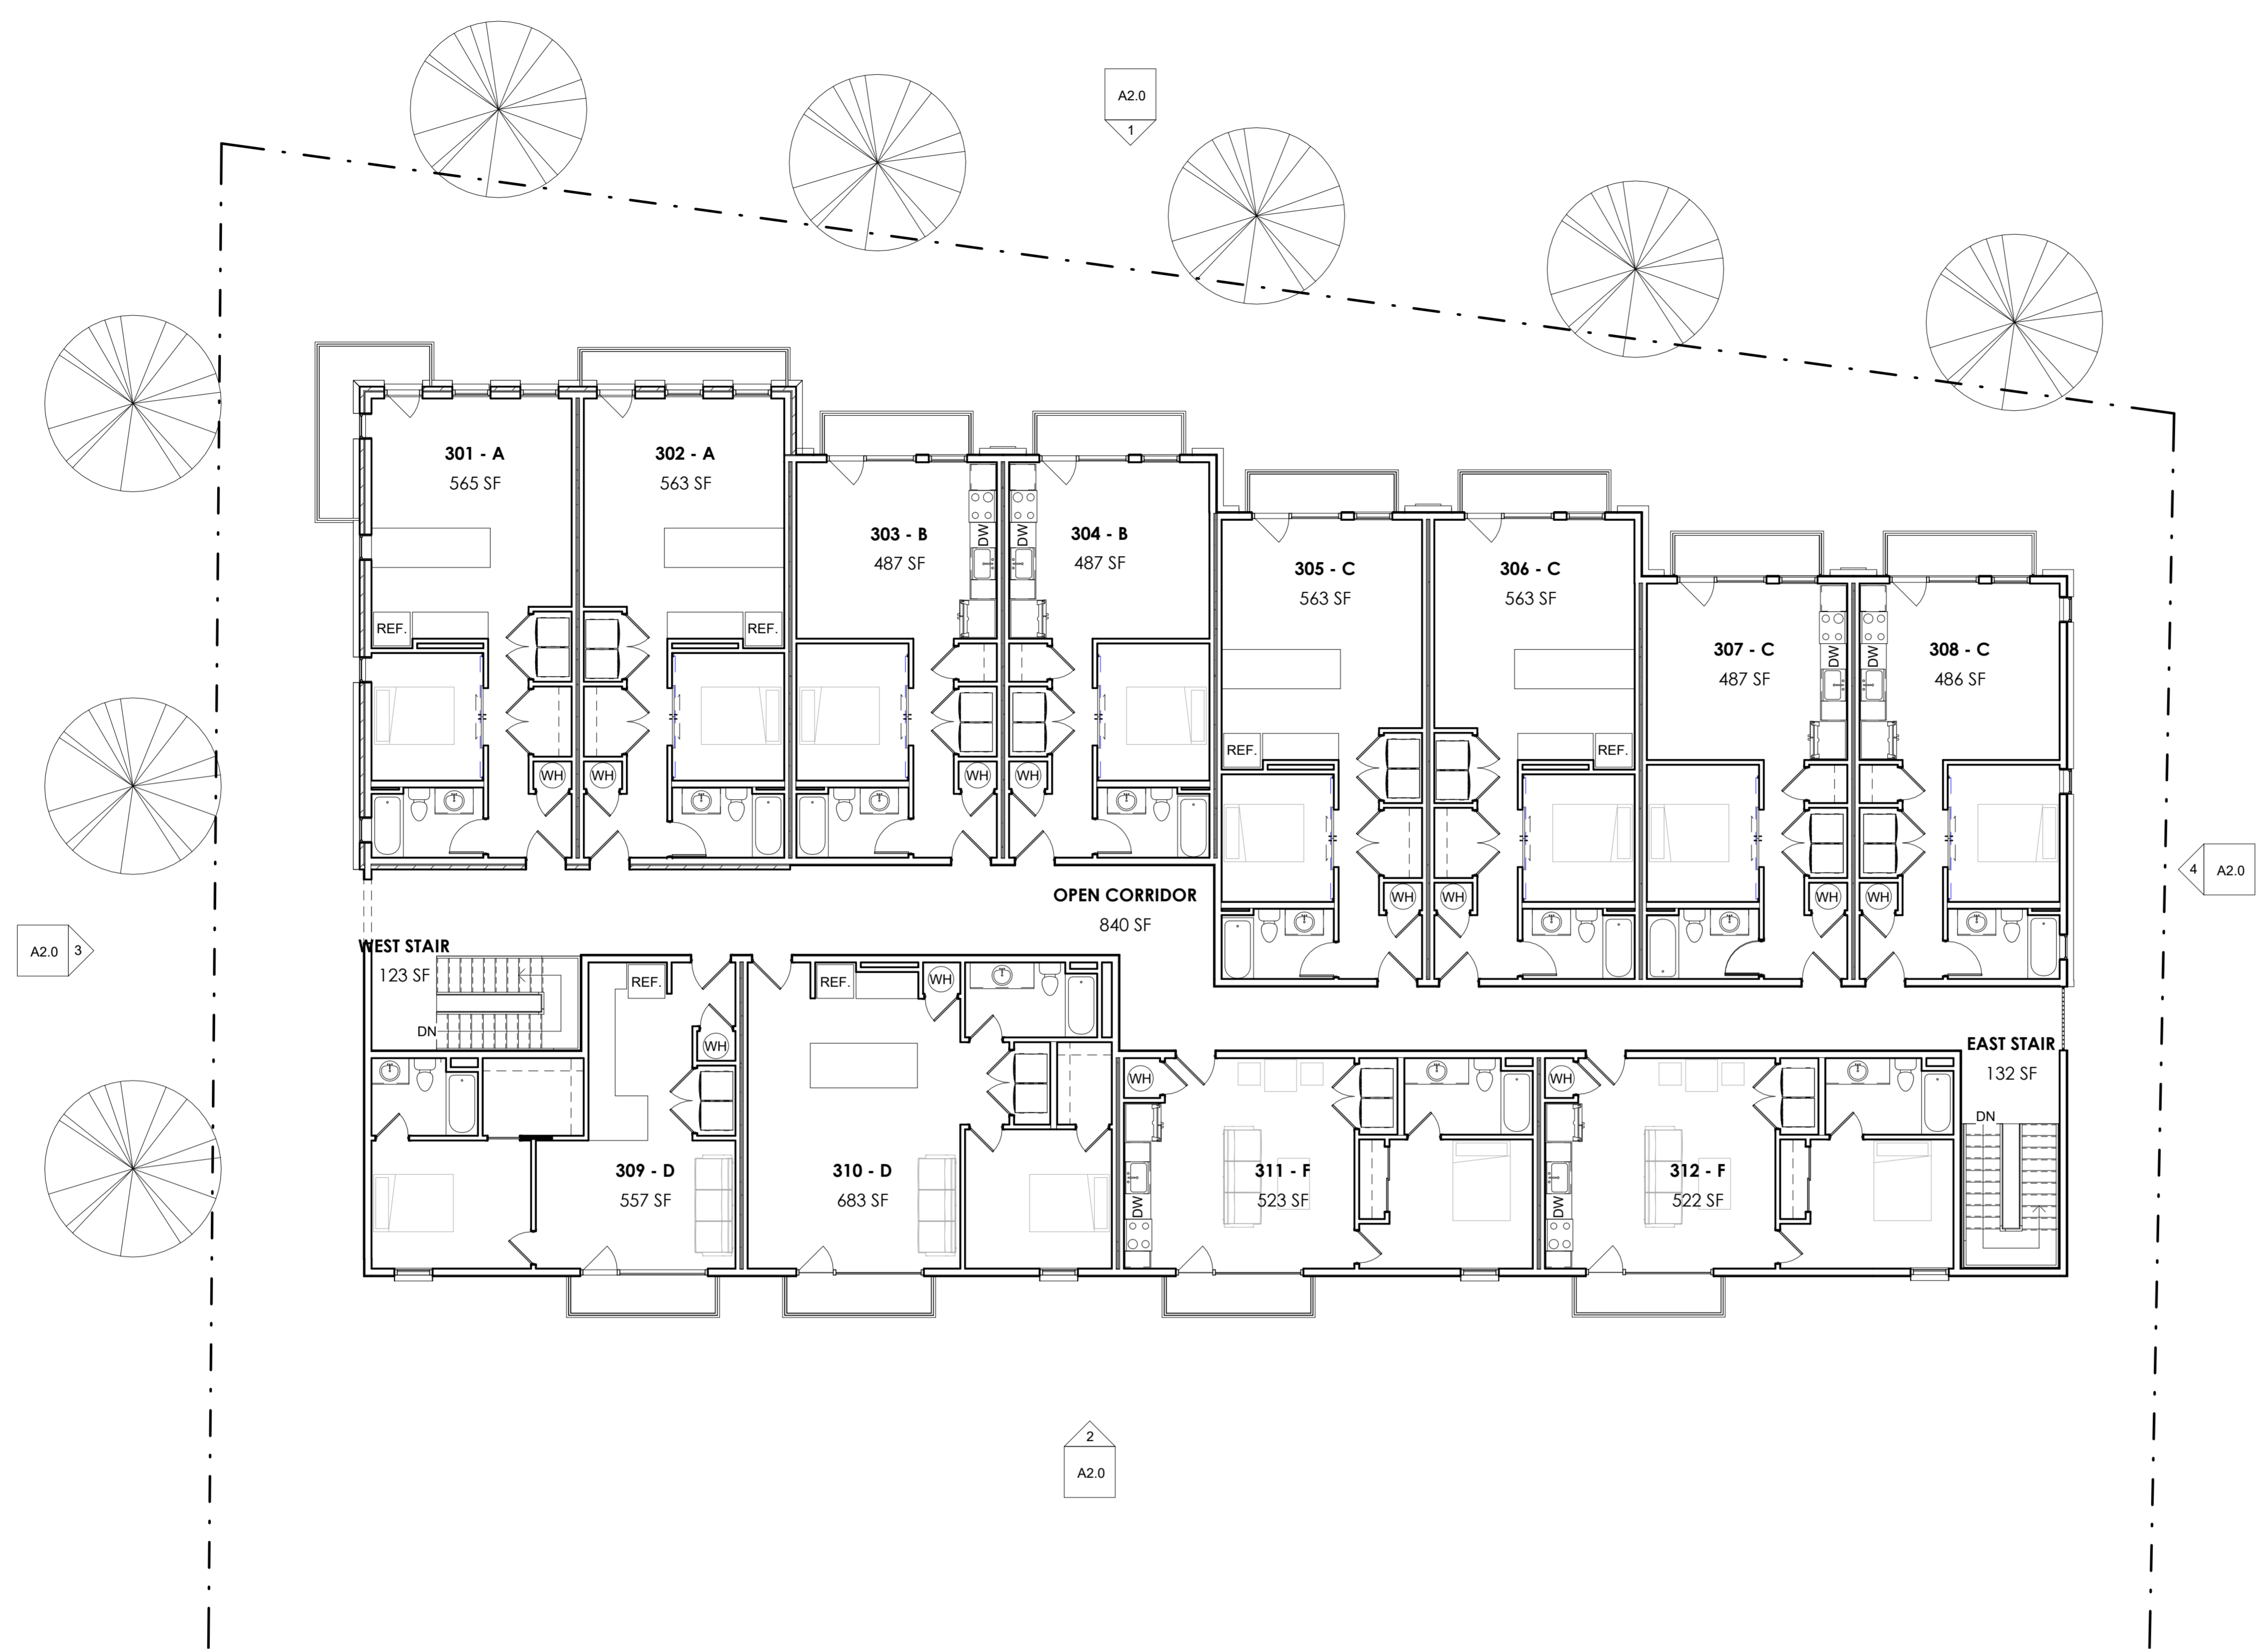 A2.0
1
301 - A
565 SF
302 - A
563 SF
303 - B
487 SF
DW
DW
304 - B
487 SF
305 - C
563 SF
306 - C
563 SF
REF.
REF.
307 - C
487 SF
DW
DW
308 - C
486 SF
REF.
REF.
WH
WH
WH
WH
WH
WH
WH
WH
4
A2.0
OPEN CORRIDOR
840 SF
A2.0
3
WEST STAIR
123 SF
DN
REF.
WH
REF.
WH
EAST STAIR
132 SF
DN
WH
WH
309 - D
557 SF
310 - D
683 SF
DW
311 - F
523 SF
DW
312 - F
522 SF
2
A2.0